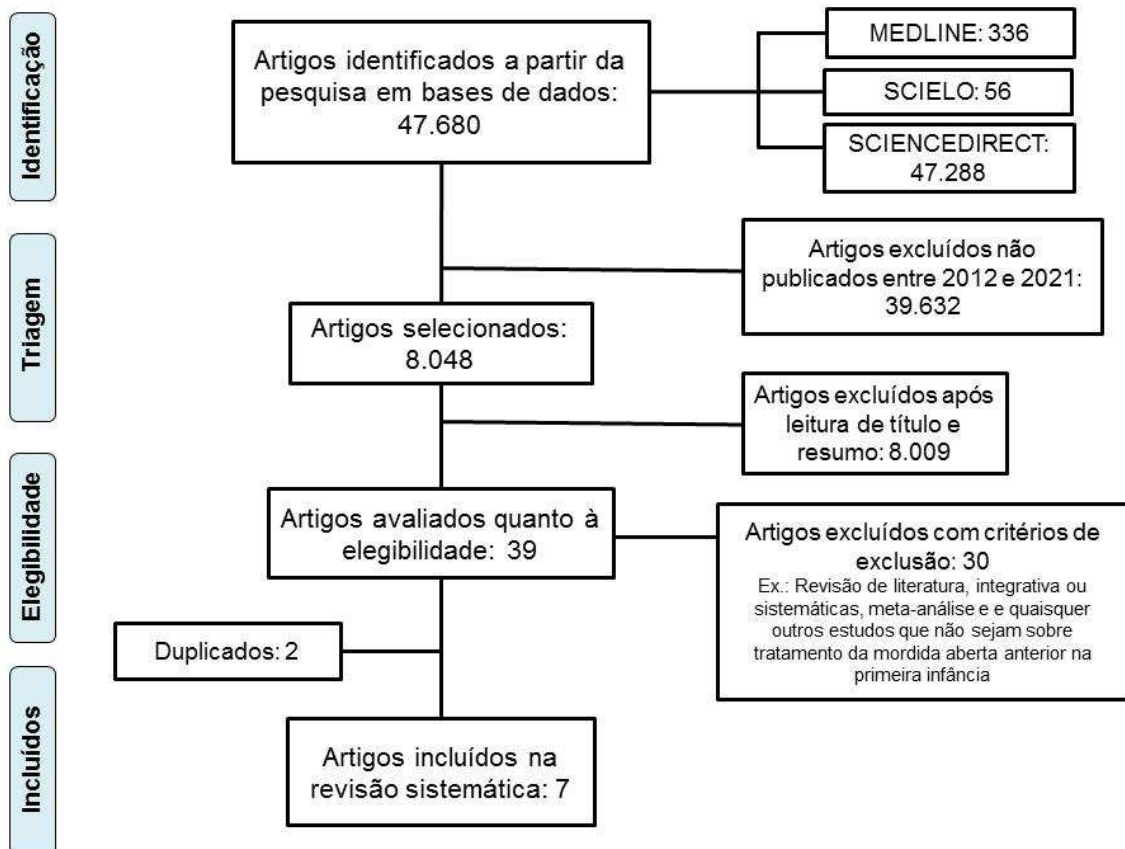 Identificação
Artigos identificados a partir da
pesquisa em bases de dados:
47.680
MEDLINE: 336
SCIELO: 56
SCIENCEDIRECT:
47.288
Triagem
Artigos excluídos não
publicados entre 2012 e 2021:
39.632
Artigos selecionados:
8.048
Artigos excluídos após
leitura de título e
resumo: 8.009
Elegibilidade
Artigos avaliados quanto à
elegibilidade: 39
Artigos excluídos com critérios de
exclusão: 30
Ex.: Revisão de literatura, integrativa ou
sistemáticas, meta-análise e e quaisquer
outros estudos que não sejam sobre
tratamento da mordida aberta anterior na
primeira infância
Duplicados: 2
Incluídos
Artigos incluídos na
revisão sistemática: 7